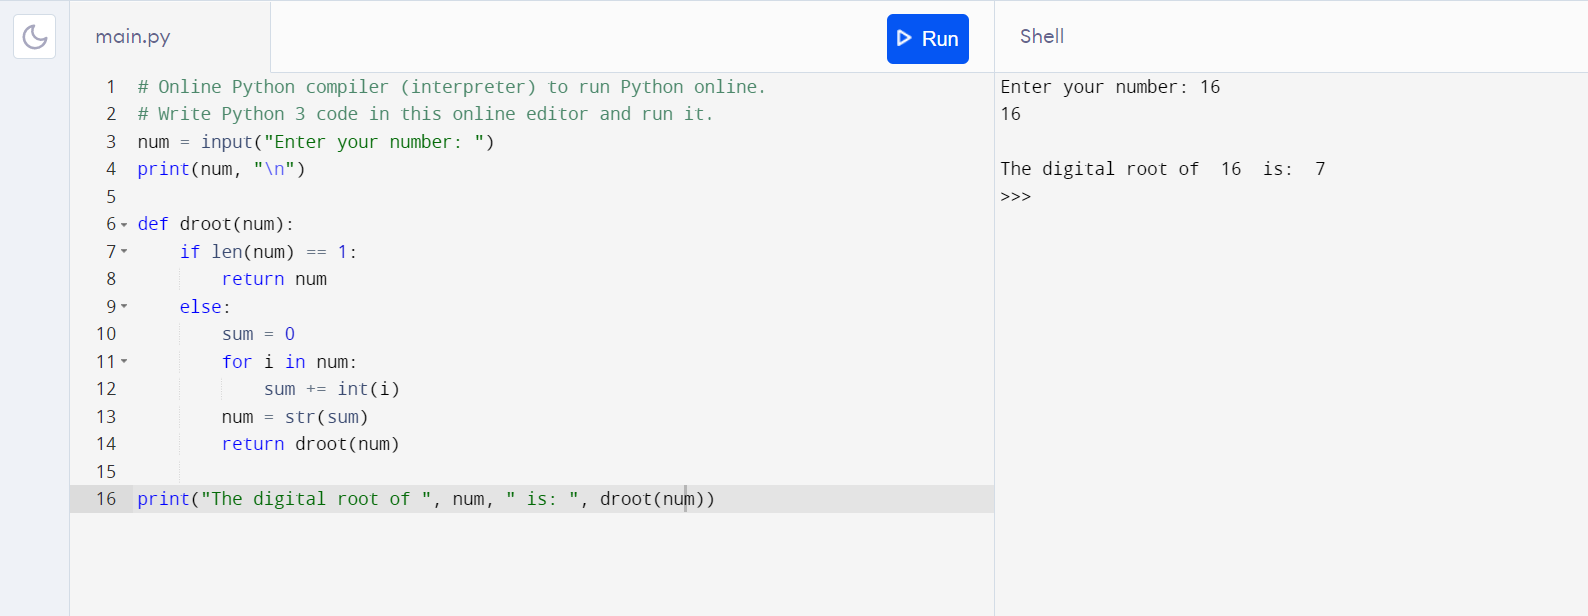 main.py
Run
1 # Online Python compiler (interpreter) to run Python online.
2 # Write Python 3 code in this online editor and run it.
3 num = input("Enter your number: ")
4 print(num, "\n")
5
6 def droot(num):
7     if len(num) == 1:
8         return num
9     else:
10         sum = 0
11         for i in num:
12             sum += int(i)
13         num = str(sum)
14         return droot(num)
15
16 print("The digital root of ", num, " is: ", droot(num))
Shell
Enter your number: 16
16

The digital root of  16  is:  7
>>>